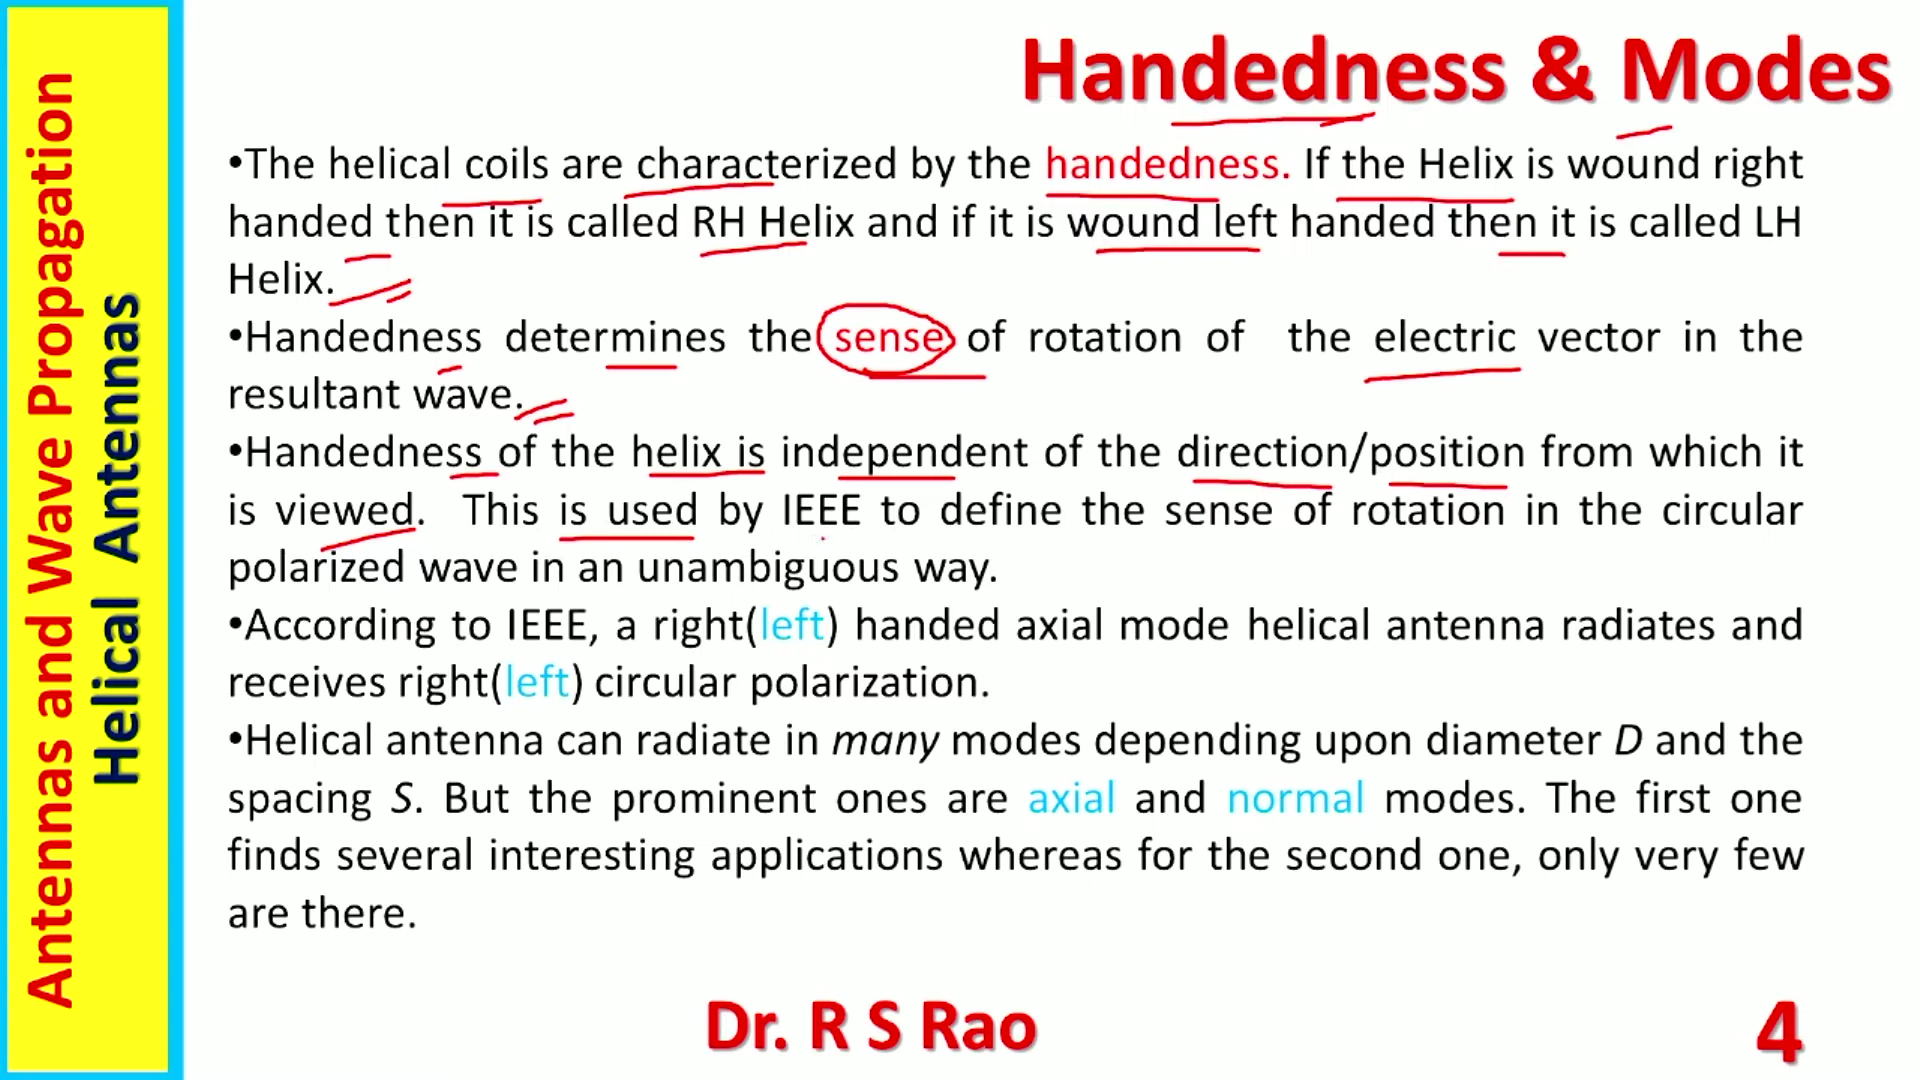 Antennas and Wave Propagation
Helical Antennas
Handedness & Modes
•The helical coils are characterized by the handedness. If the Helix is wound right
handed then it is called RH Helix and if it is wound left handed then it is called LH
Helix.
•Handedness determines the sense of rotation of the electric vector in the
resultant wave.
•Handedness of the helix is independent of the direction/position from which it
is viewed. This is used by IEEE to define the sense of rotation in the circular
polarized wave in an unambiguous way.
•According to IEEE, a right(left) handed axial mode helical antenna radiates and
receives right(left) circular polarization.
•Helical antenna can radiate in many modes depending upon diameter D and the
spacing S. But the prominent ones are axial and normal modes. The first one
finds several interesting applications whereas for the second one, only very few
are there.
Dr. R S Rao
4